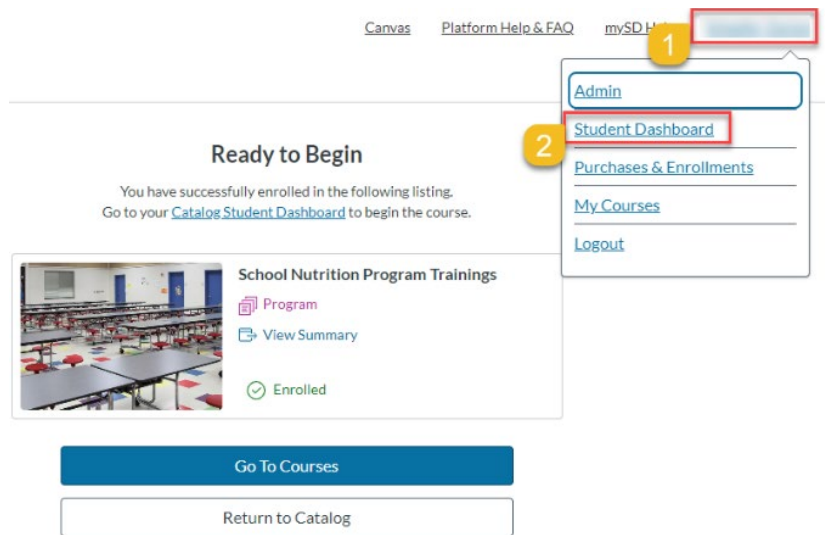 Canvas Platform Help & FAQ mySD
1
Admin
Student Dashboard
2
Purchases & Enrollments
My Courses
Logout
Ready to Begin
You have successfully enrolled in the following listing.
Go to your Catalog Student Dashboard to begin the course.
School Nutrition Program Trainings
Program
View Summary
Enrolled
Go To Courses
Return to Catalog